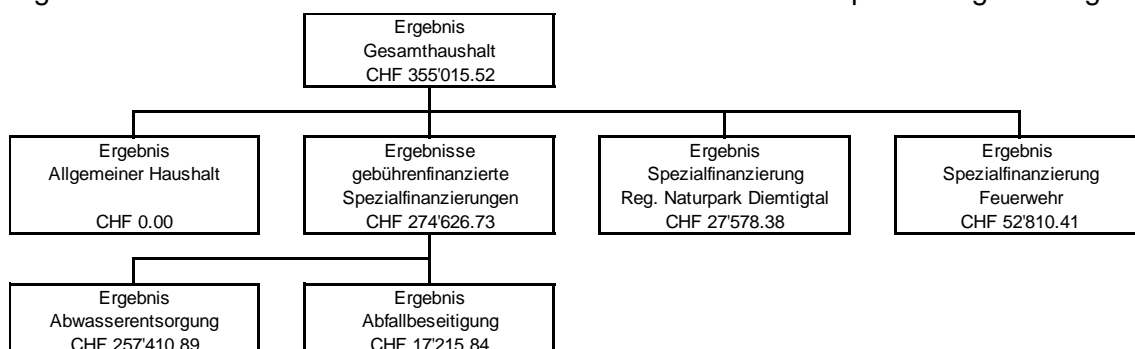 Ergebnis
Gesamthaushalt
CHF 355'015.52
Ergebnis
Allgemeiner Haushalt
CHF 0.00
Ergebnisse
gebührenfinanzierte
Spezialfinanzierungen
CHF 274'626.73
Ergebnis
Spezialfinanzierung
Reg. Naturpark Diemtigtal
CHF 27'578.38
Ergebnis
Spezialfinanzierung
Feuerwehr
CHF 52'810.41
Ergebnis
Abwasserentsorgung
CHF 257'410.89
Ergebnis
Abfallbeseitigung
CHF 17'215.84